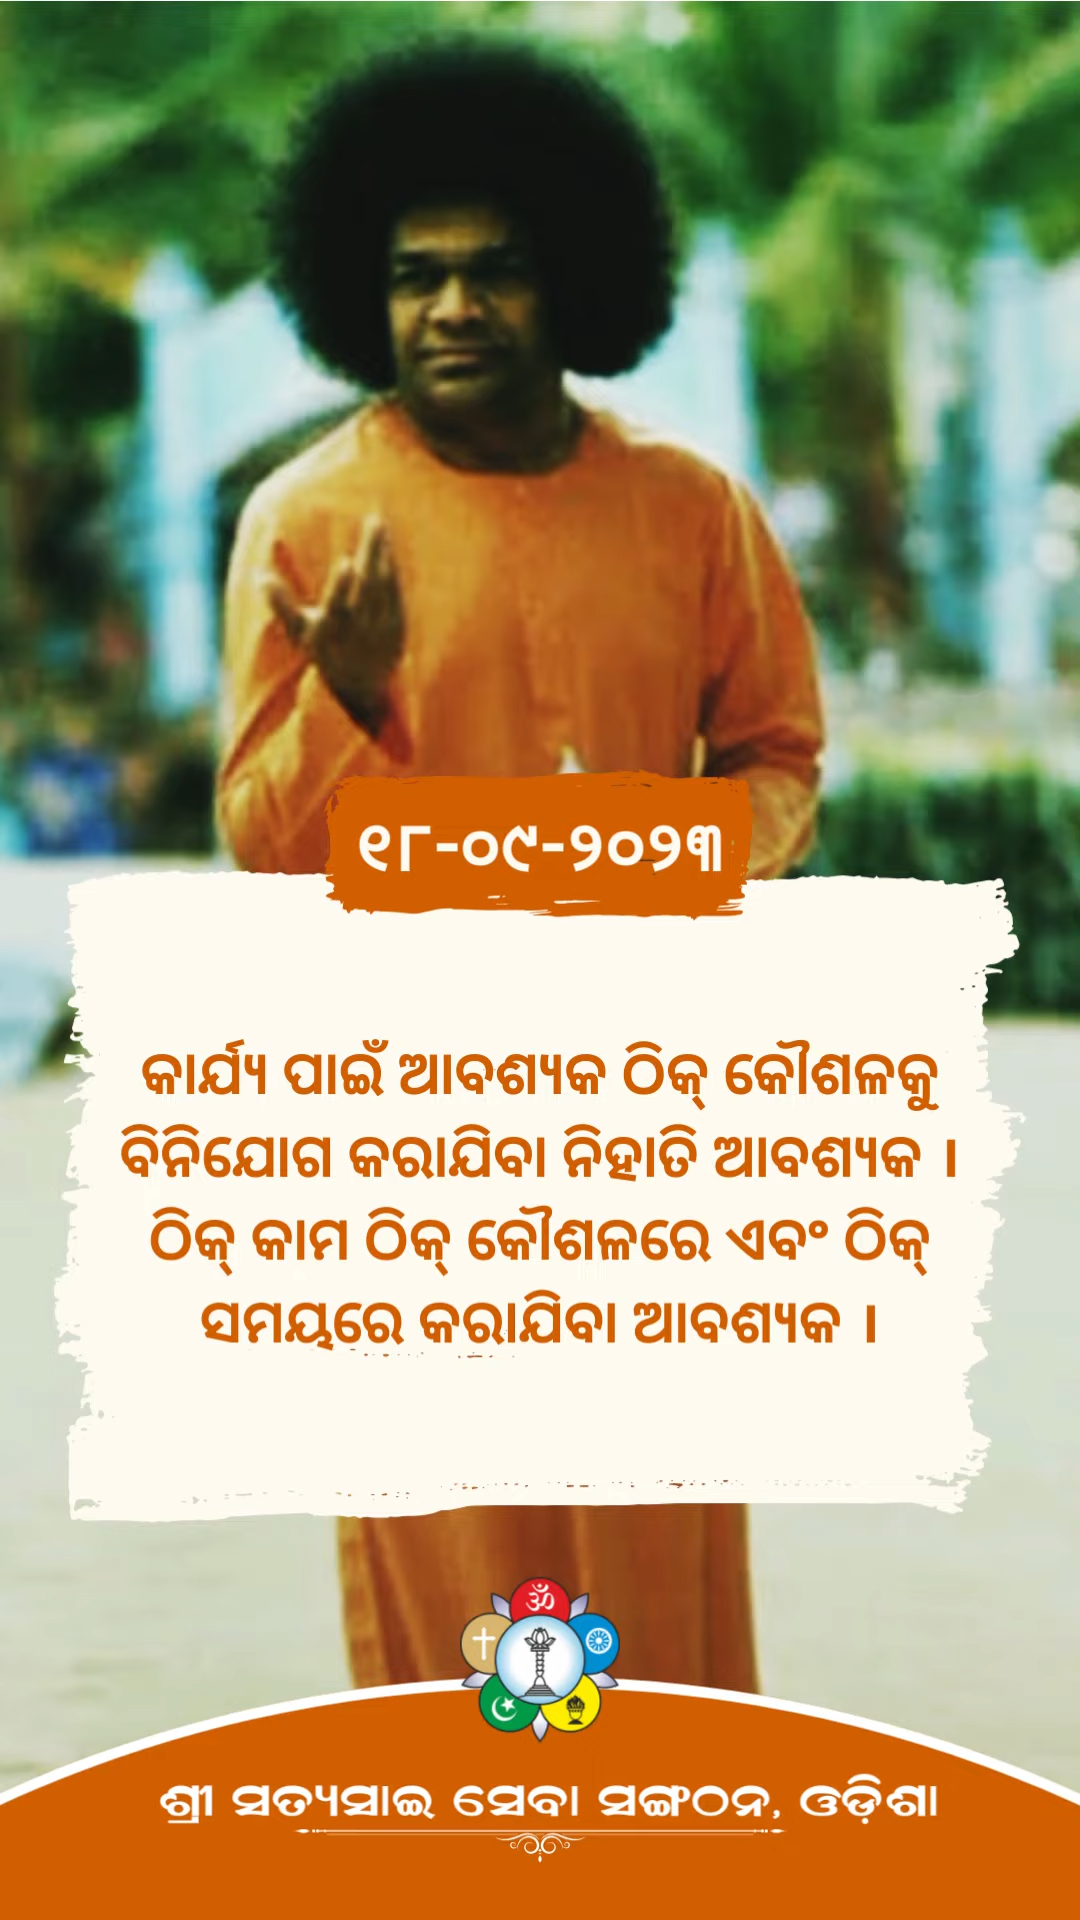 ୧୮-୦୯-୨୦୨୩
କାର୍ଯ୍ୟ ପାଇଁ ଆବଶ୍ୟକ ଠିକ୍ କୌଶଳକୁ
ବିନିଯୋଗ କରାଯିବା ନିହାତି ଆବଶ୍ୟକ ।
ଠିକ୍ କାମ ଠିକ୍ କୌଶଳରେ ଏବଂ ଠିକ୍
ସମୟରେ କରାଯିବା ଆବଶ୍ୟକ ।
ॐ
ଶ୍ରୀ ସତ୍ୟସାଇ ସେବା ସଙ୍ଗଠନ, ଓଡ଼ିଶା